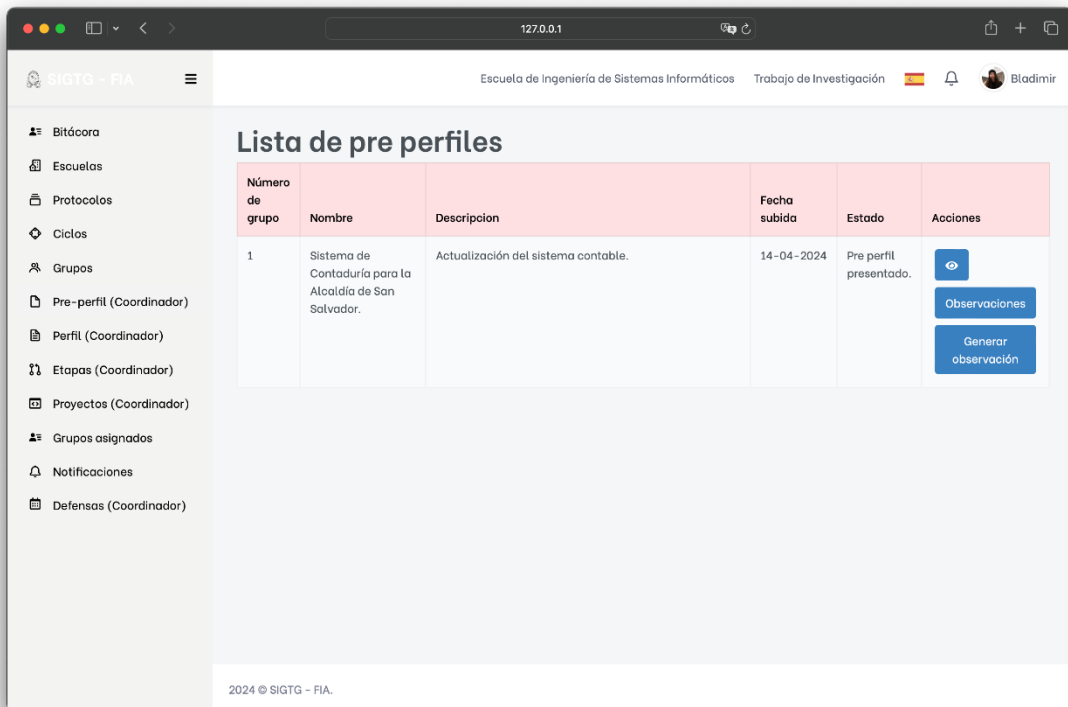 127.0.0.1
SIGTG - FIA
Escuela de Ingeniería de Sistemas Informáticos Trabajo de Investigación Bladimir
Bitácora
Escuelas
Protocolos
Ciclos
Grupos
Pre-perfil (Coordinador)
Perfil (Coordinador)
Etapas (Coordinador)
Proyectos (Coordinador)
Grupos asignados
Notificaciones
Defensas (Coordinador)
Lista de pre perfiles
Número
de
grupo
Nombre
Descripcion
Fecha
subida
Estado
Acciones
1
Sistema de
Contaduría para la
Alcaldía de San
Salvador.
Actualización del sistema contable.
14-04-2024
Pre perfil
presentado.
Observaciones
Generar
observación
2024 © SIGTG - FIA.